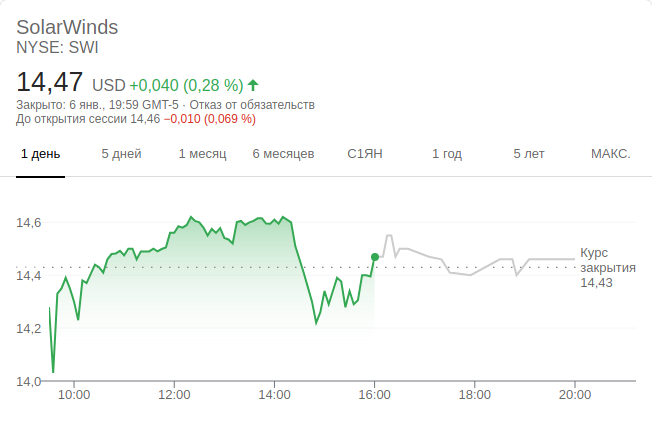 SolarWinds
NYSE: SWI
14,47 USD +0,040 (0,28 %)
Закрыто: 6 янв., 19:59 GMT-5 · Отказ от обязательств
До открытия сессии 14,46 −0,010 (0,069 %)
1 день 5 дней 1 месяц 6 месяцев С1ЯН 1 год 5 лет МАКС.
14,6
14,4
14,2
14,0
Курс
закрытия
14,43
10:00 12:00 14:00 16:00 18:00 20:00